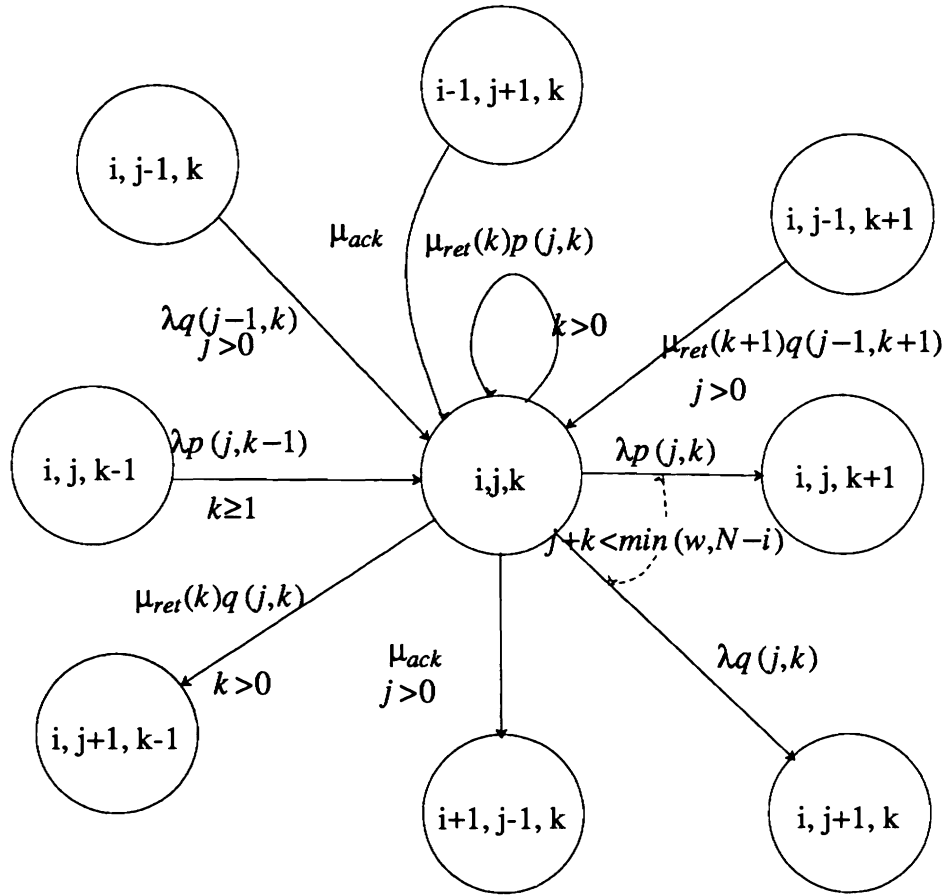 i-1, j+1, k
i, j-1, k
i, j-1, k+1
μ_ack
μ_ret(k)p(j,k)
λq(j−1,k)
j>0
k>0
μ_ret(k+1)q(j−1,k+1)
j>0
i, j, k-1
λp(j,k−1)
k≥1
i,j,k
λp(j,k)
i, j, k+1
j+k<min(w,N−i)
μ_ret(k)q(j,k)
k>0
μ_ack
j>0
λq(j,k)
i, j+1, k-1
i+1, j-1, k
i, j+1, k